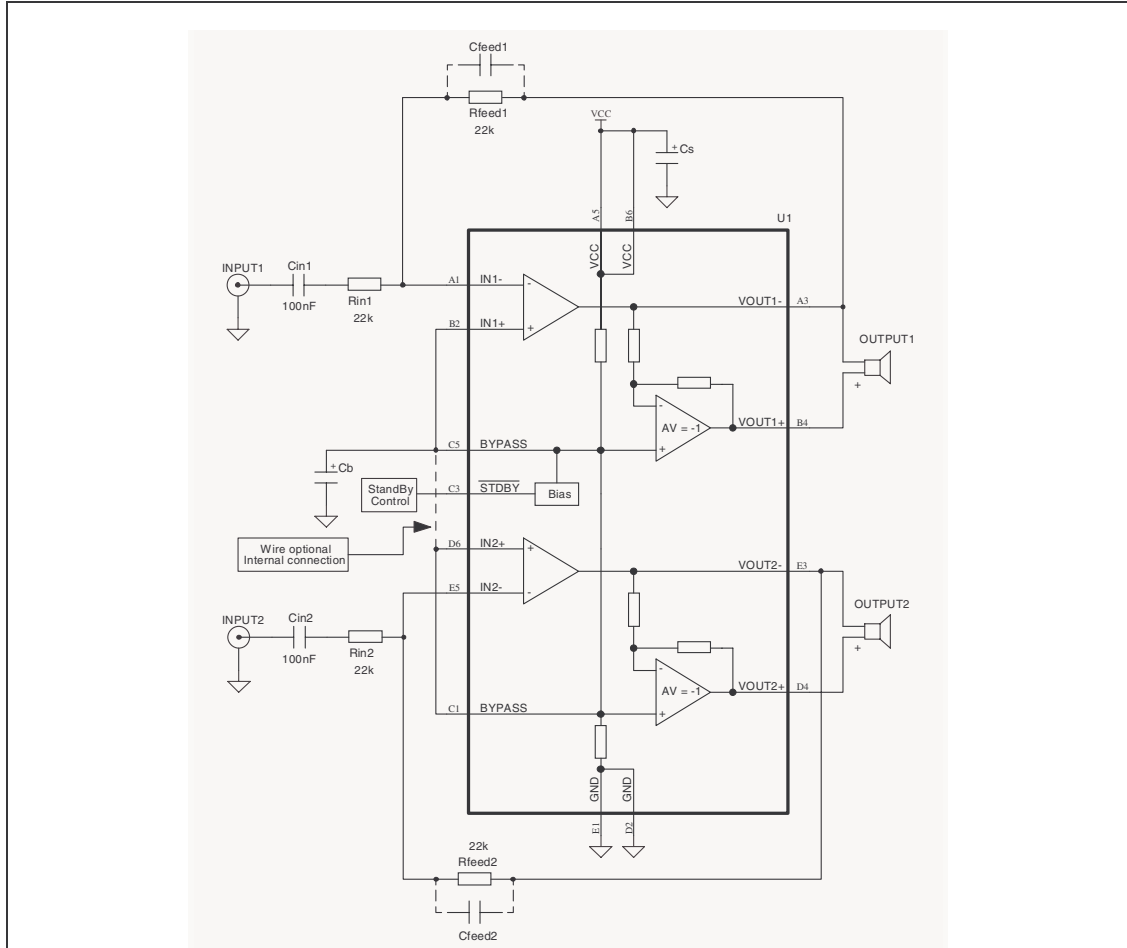 Cfeed1
Rfeed1
22k
VCC
+ Cs
A5
B6
U1
VCC
VCC
INPUT1
Cin1
100nF
Rin1
22k
A1
IN1-
-
B2
IN1+
+
VOUT1-
A3
OUTPUT1
+
-
AV = -1
+
VOUT1+
B4
C5
BYPASS
+ Cb
StandBy
Control
C3
STDBY
Bias
Wire optional
Internal connection
D6
IN2+
+
E5
IN2-
-
VOUT2-
E3
INPUT2
Cin2
100nF
Rin2
22k
OUTPUT2
+
-
AV = -1
+
VOUT2+
D4
C1
BYPASS
GND
GND
E1
D2
22k
Rfeed2
Cfeed2